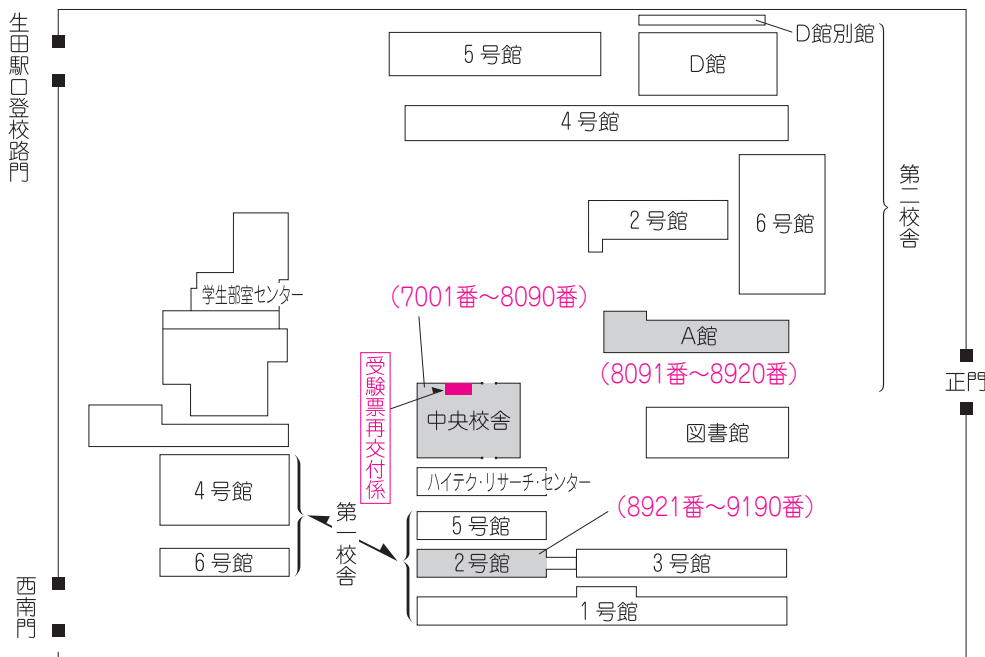 生田駅口登校路門
D館別館
5号館
D館
4号館
第二校舎
2号館
6号館
学生部室センター
(7001番～8090番)
A館
(8091番～8920番)
正門
受験票再交付係
中央校舎
図書館
ハイテク・リサーチ・センター
4号館
(8921番～9190番)
第一校舎
5号館
6号館
2号館
3号館
西南門
1号館